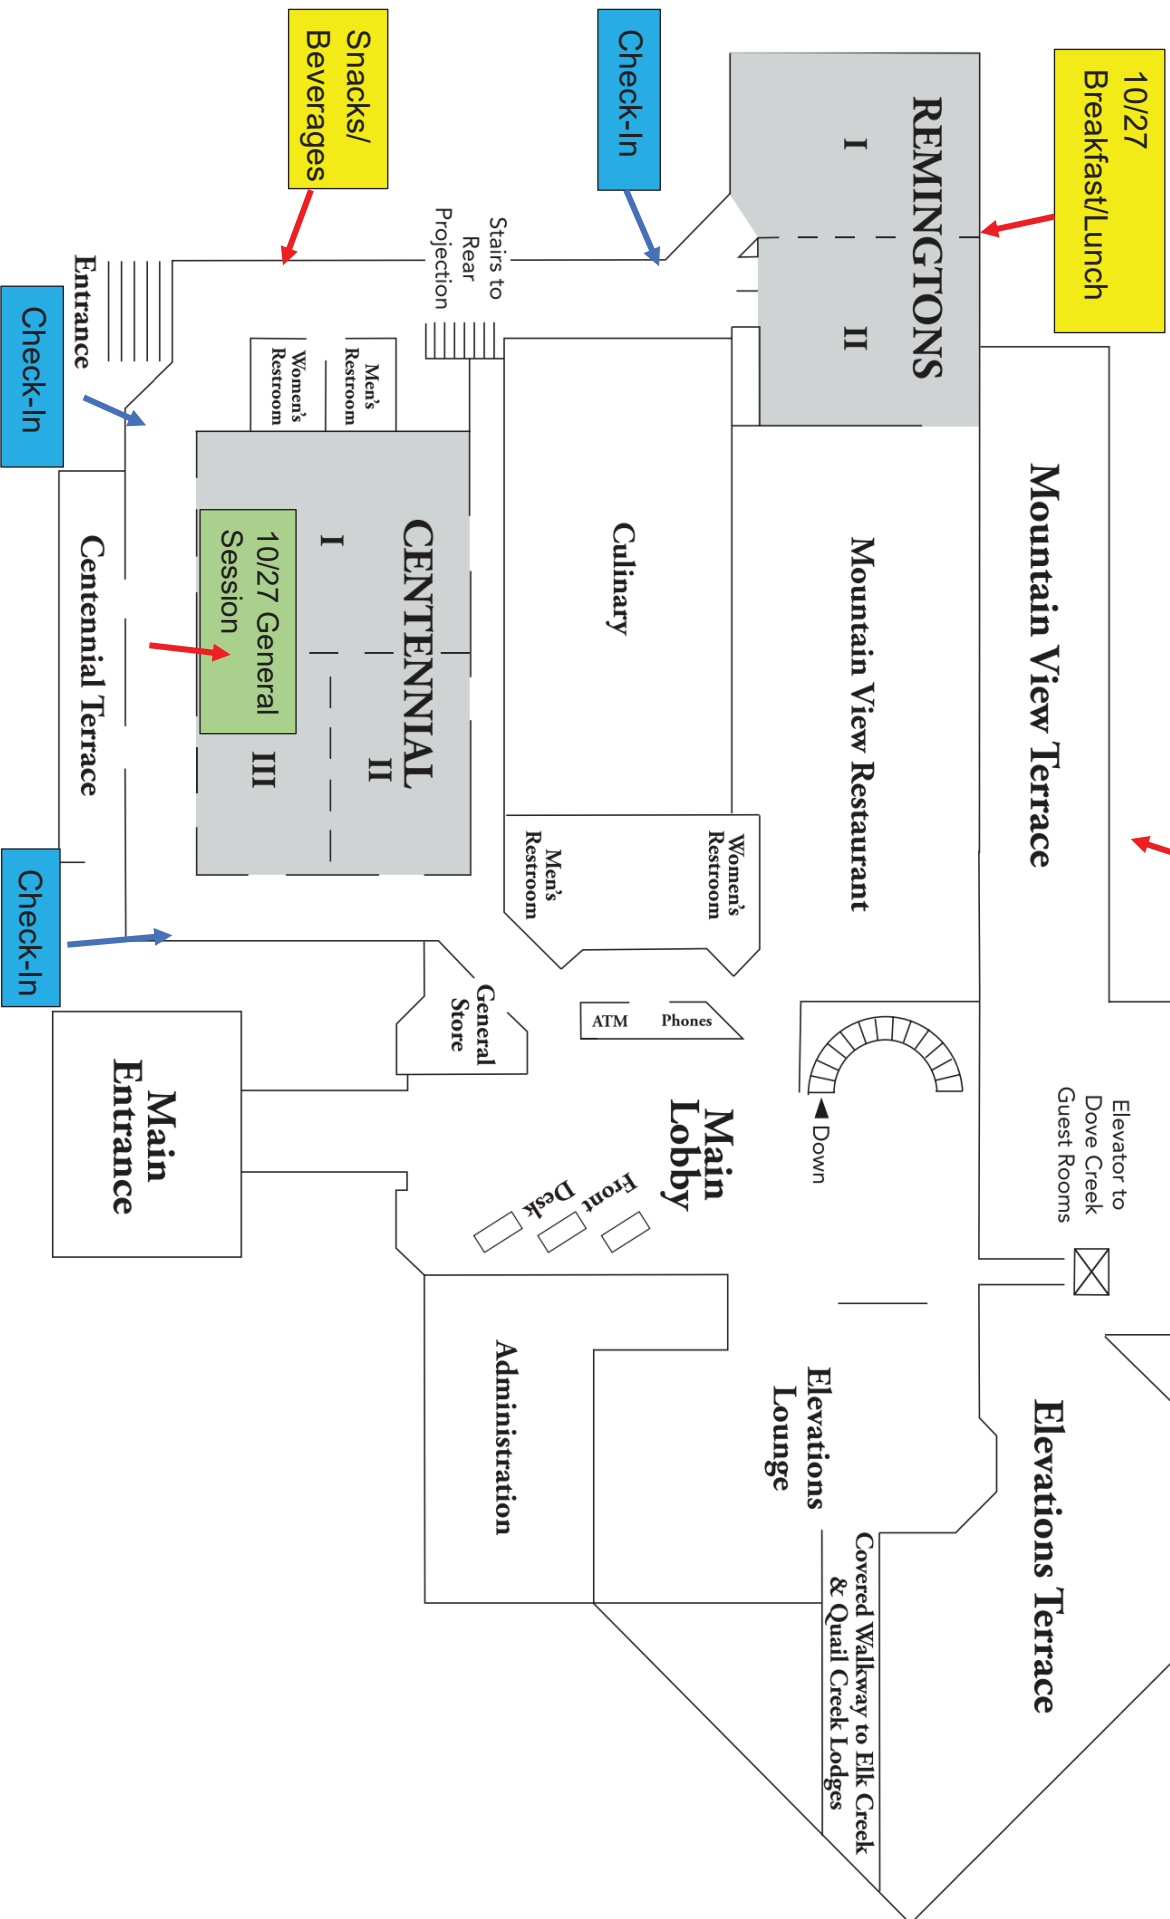 10/27
Breakfast/Lunch
Check-In
Snacks/
Beverages
REMINGTONS
I
II
Mountain View Terrace
Mountain View Restaurant
Stairs to
Rear
Projection
Entrance
Check-In
Men's
Restroom
Women's
Restroom
Culinary
CENTENNIAL
I
II
III
10/27 General
Session
Centennial Terrace
Women's
Restroom
Men's
Restroom
Check-In
General
Store
ATM
Phones
Down
Elevator to
Dove Creek
Guest Rooms
Main
Lobby
Front
Desk
Main
Entrance
Elevations
Lounge
Administration
Elevations Terrace
Covered Walkway to Elk Creek
& Quail Creek Lodges